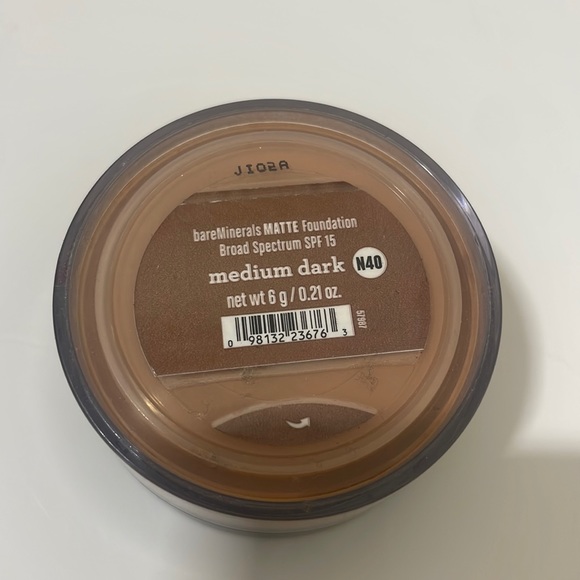 bareMinerals MATTE Foundation
Broad Spectrum SPF 15
medium dark N40
net wt 6 g / 0.21 oz.
0 98132 23676 3
57987